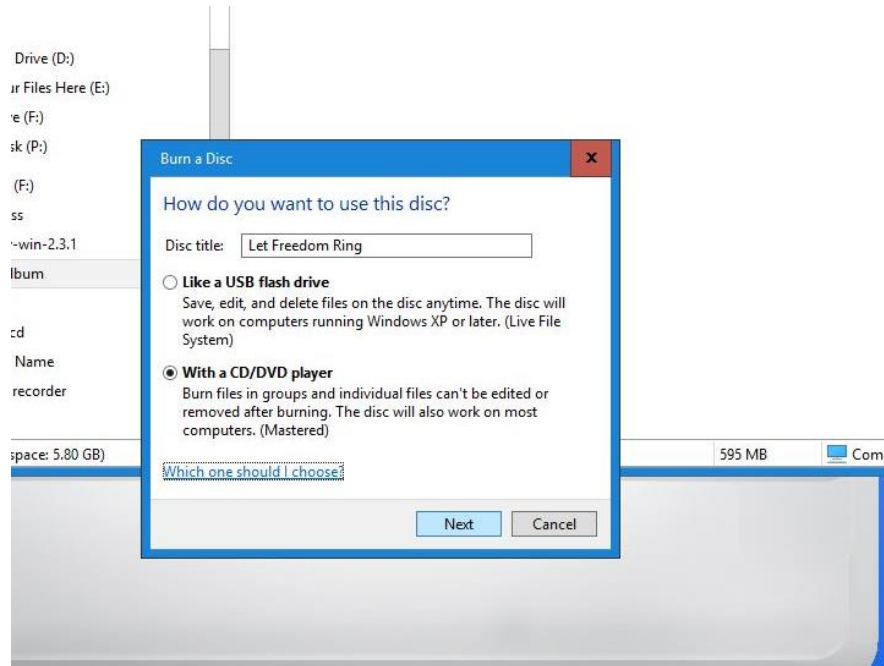 Drive (D:)
ur Files Here (E:)
ve (F:)
sk (P:)
(F:)
ss
-win-2.3.1
lbum
cd
Name
recorder
space: 5.80 GB)
Burn a Disc
x
How do you want to use this disc?
Disc title: Let Freedom Ring
Like a USB flash drive
Save, edit, and delete files on the disc anytime. The disc will
work on computers running Windows XP or later. (Live File
System)
With a CD/DVD player
Burn files in groups and individual files can't be edited or
removed after burning. The disc will also work on most
computers. (Mastered)
Which one should I choose?
Next Cancel
595 MB
Com